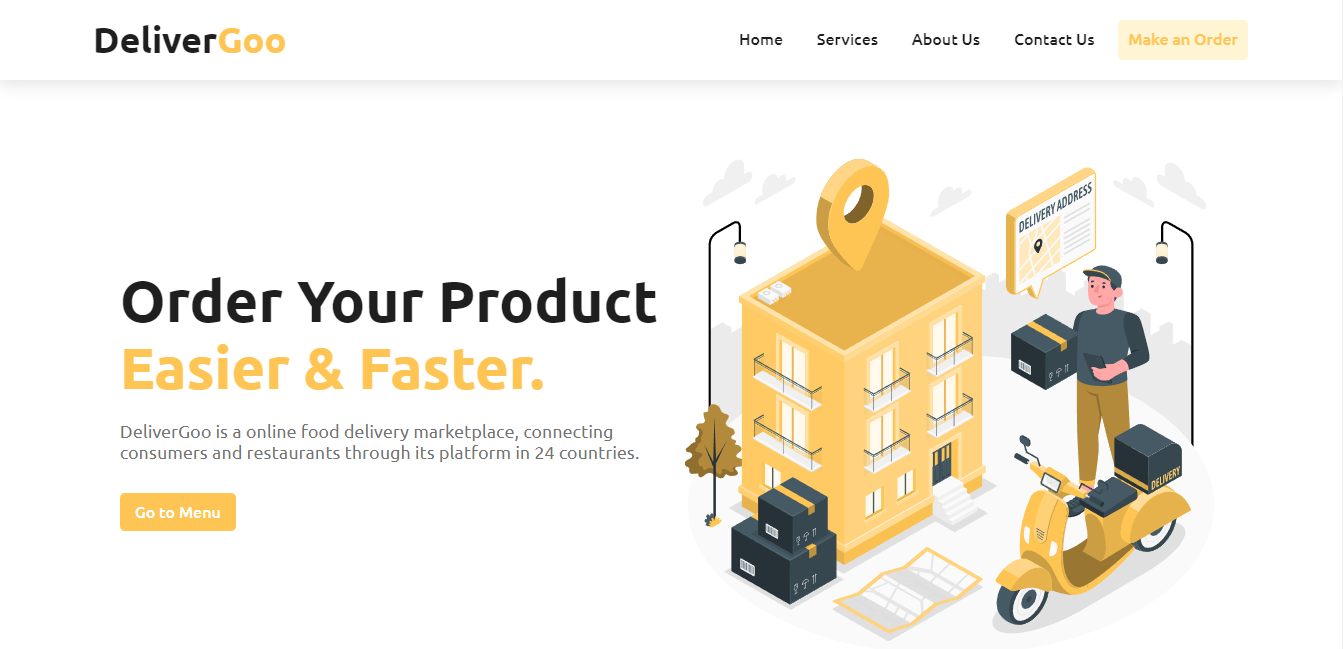 DeliverGoo
Home
Services
About Us
Contact Us
Make an Order
Order Your Product
Easier & Faster.
DeliverGoo is a online food delivery marketplace, connecting
consumers and restaurants through its platform in 24 countries.
Go to Menu
DELIVERY ADDRESS
DELIVERY